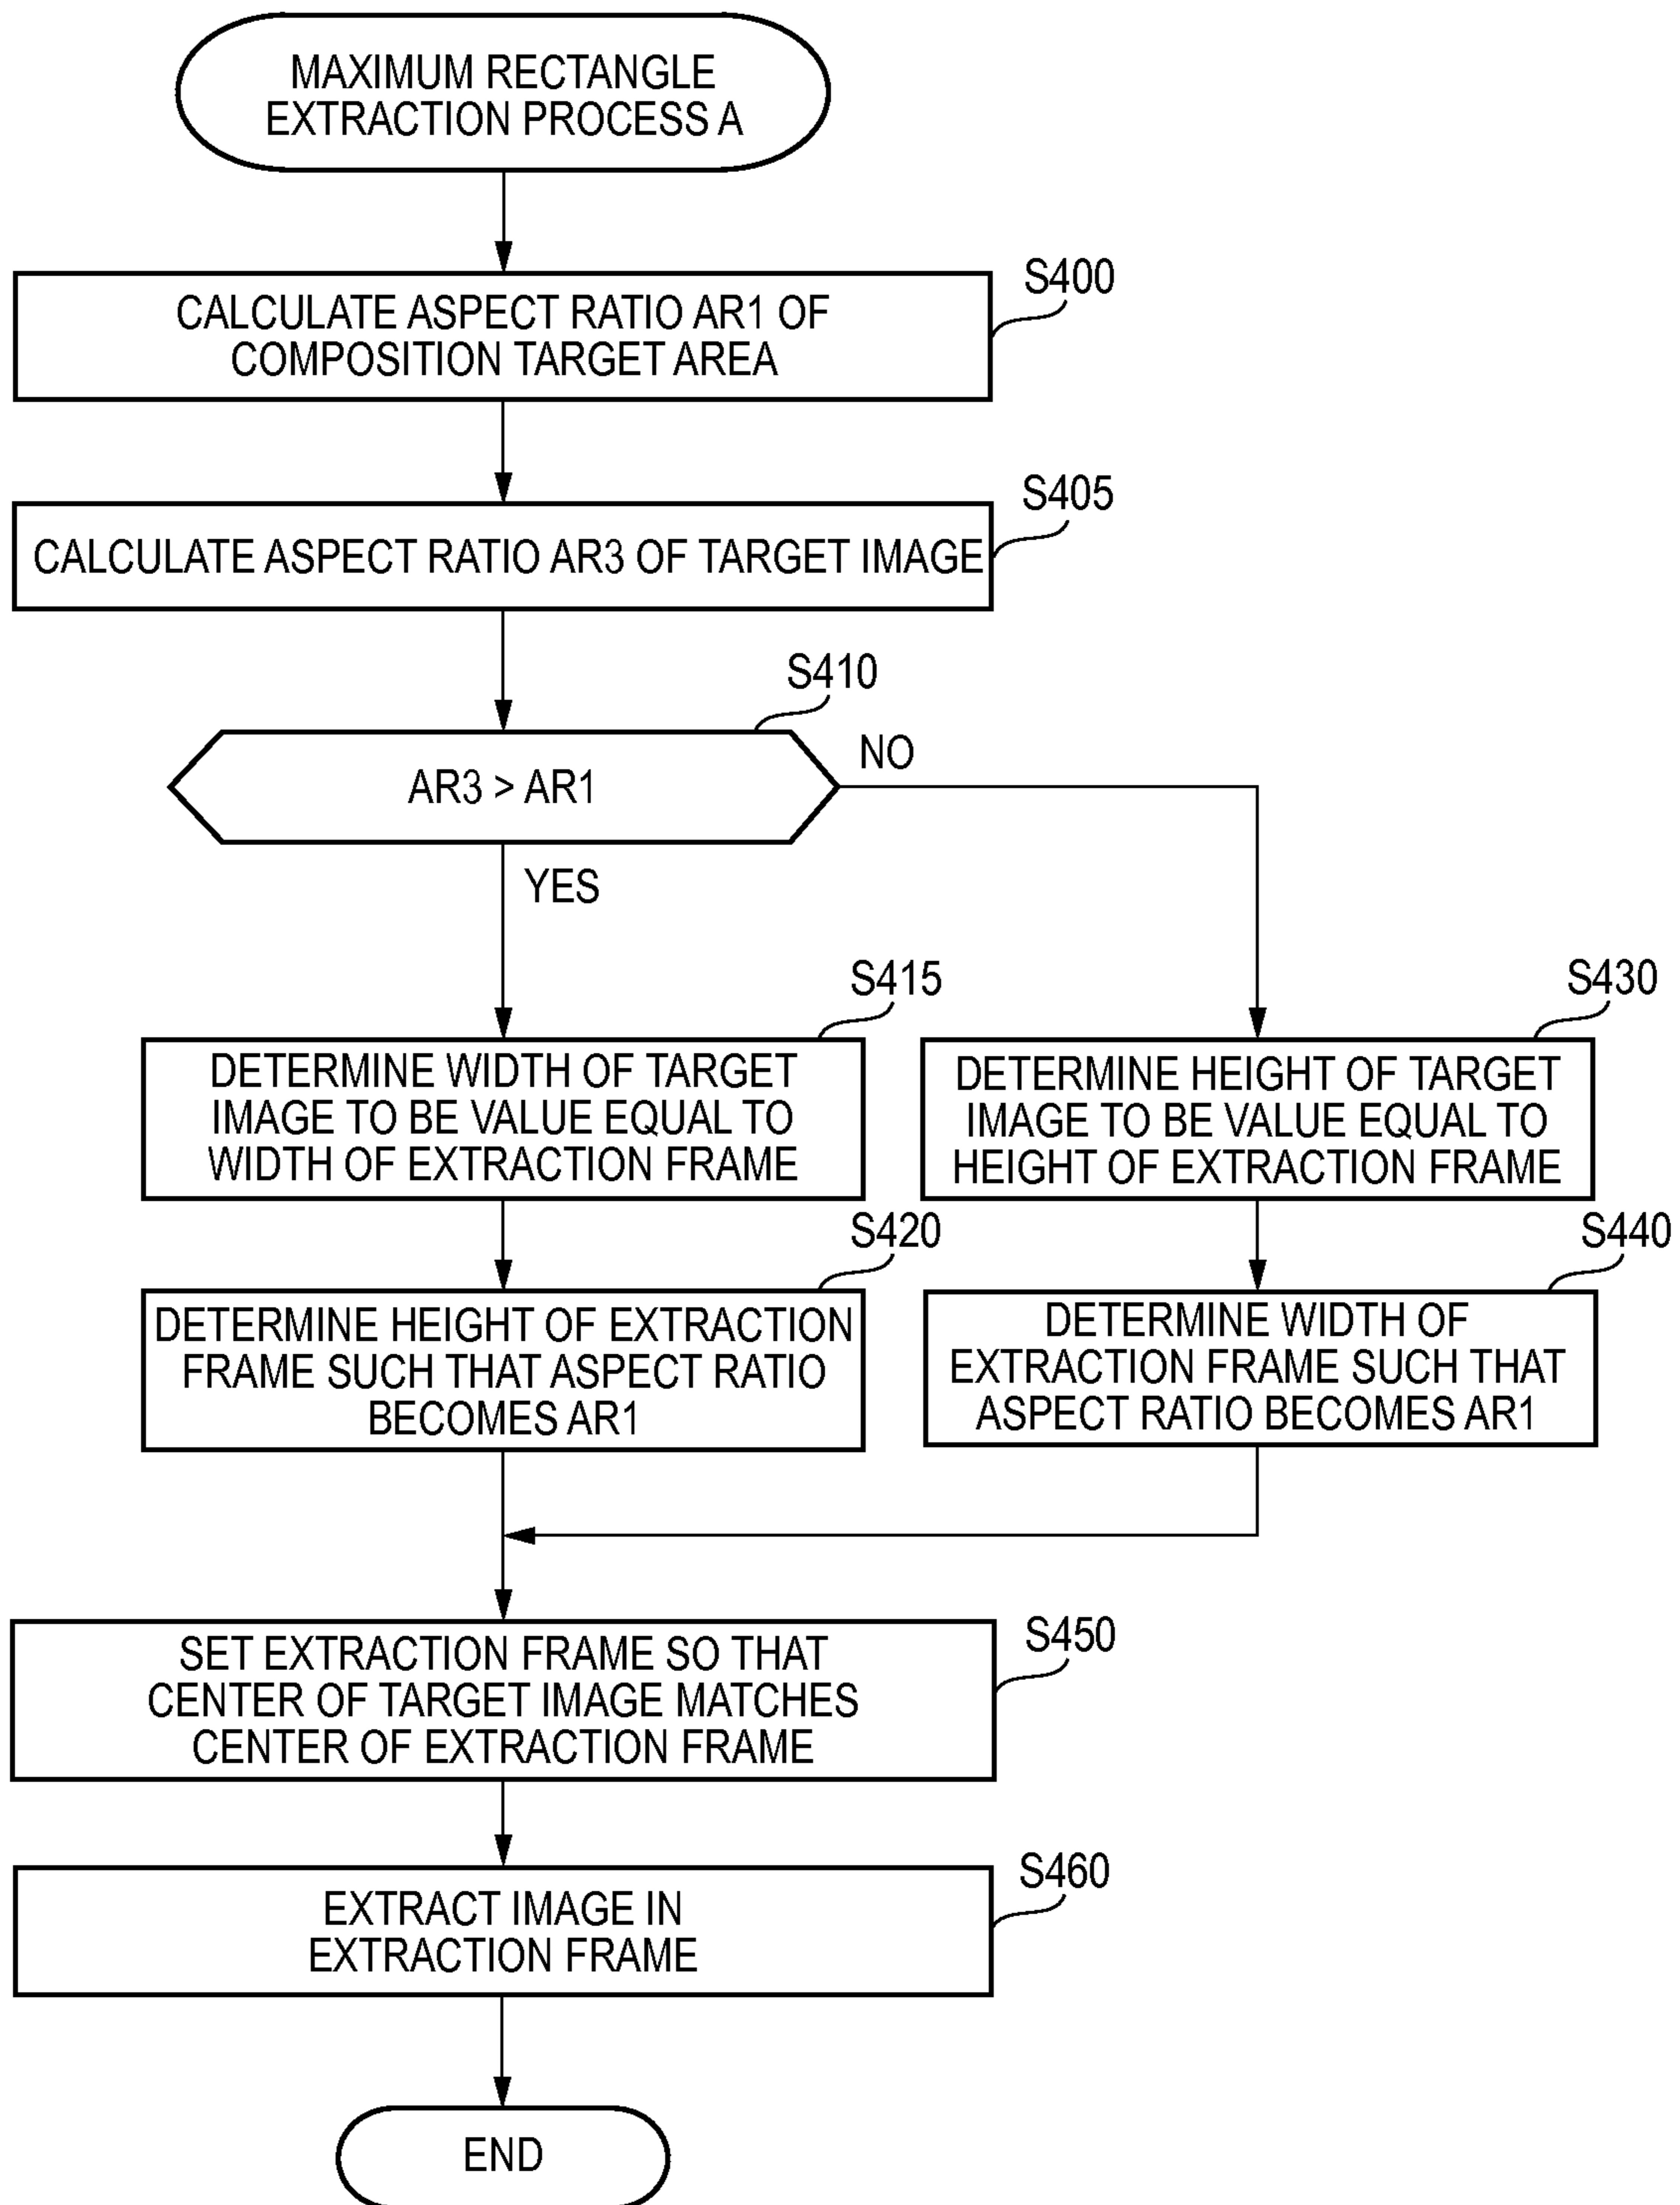 MAXIMUM RECTANGLE
EXTRACTION PROCESS A
S400
CALCULATE ASPECT RATIO AR1 OF
COMPOSITION TARGET AREA
S405
CALCULATE ASPECT RATIO AR3 OF TARGET IMAGE
S410
AR3 > AR1
NO
YES
S415
DETERMINE WIDTH OF TARGET
IMAGE TO BE VALUE EQUAL TO
WIDTH OF EXTRACTION FRAME
S430
DETERMINE HEIGHT OF TARGET
IMAGE TO BE VALUE EQUAL TO
HEIGHT OF EXTRACTION FRAME
S420
DETERMINE HEIGHT OF EXTRACTION
FRAME SUCH THAT ASPECT RATIO
BECOMES AR1
S440
DETERMINE WIDTH OF
EXTRACTION FRAME SUCH THAT
ASPECT RATIO BECOMES AR1
S450
SET EXTRACTION FRAME SO THAT
CENTER OF TARGET IMAGE MATCHES
CENTER OF EXTRACTION FRAME
S460
EXTRACT IMAGE IN
EXTRACTION FRAME
END